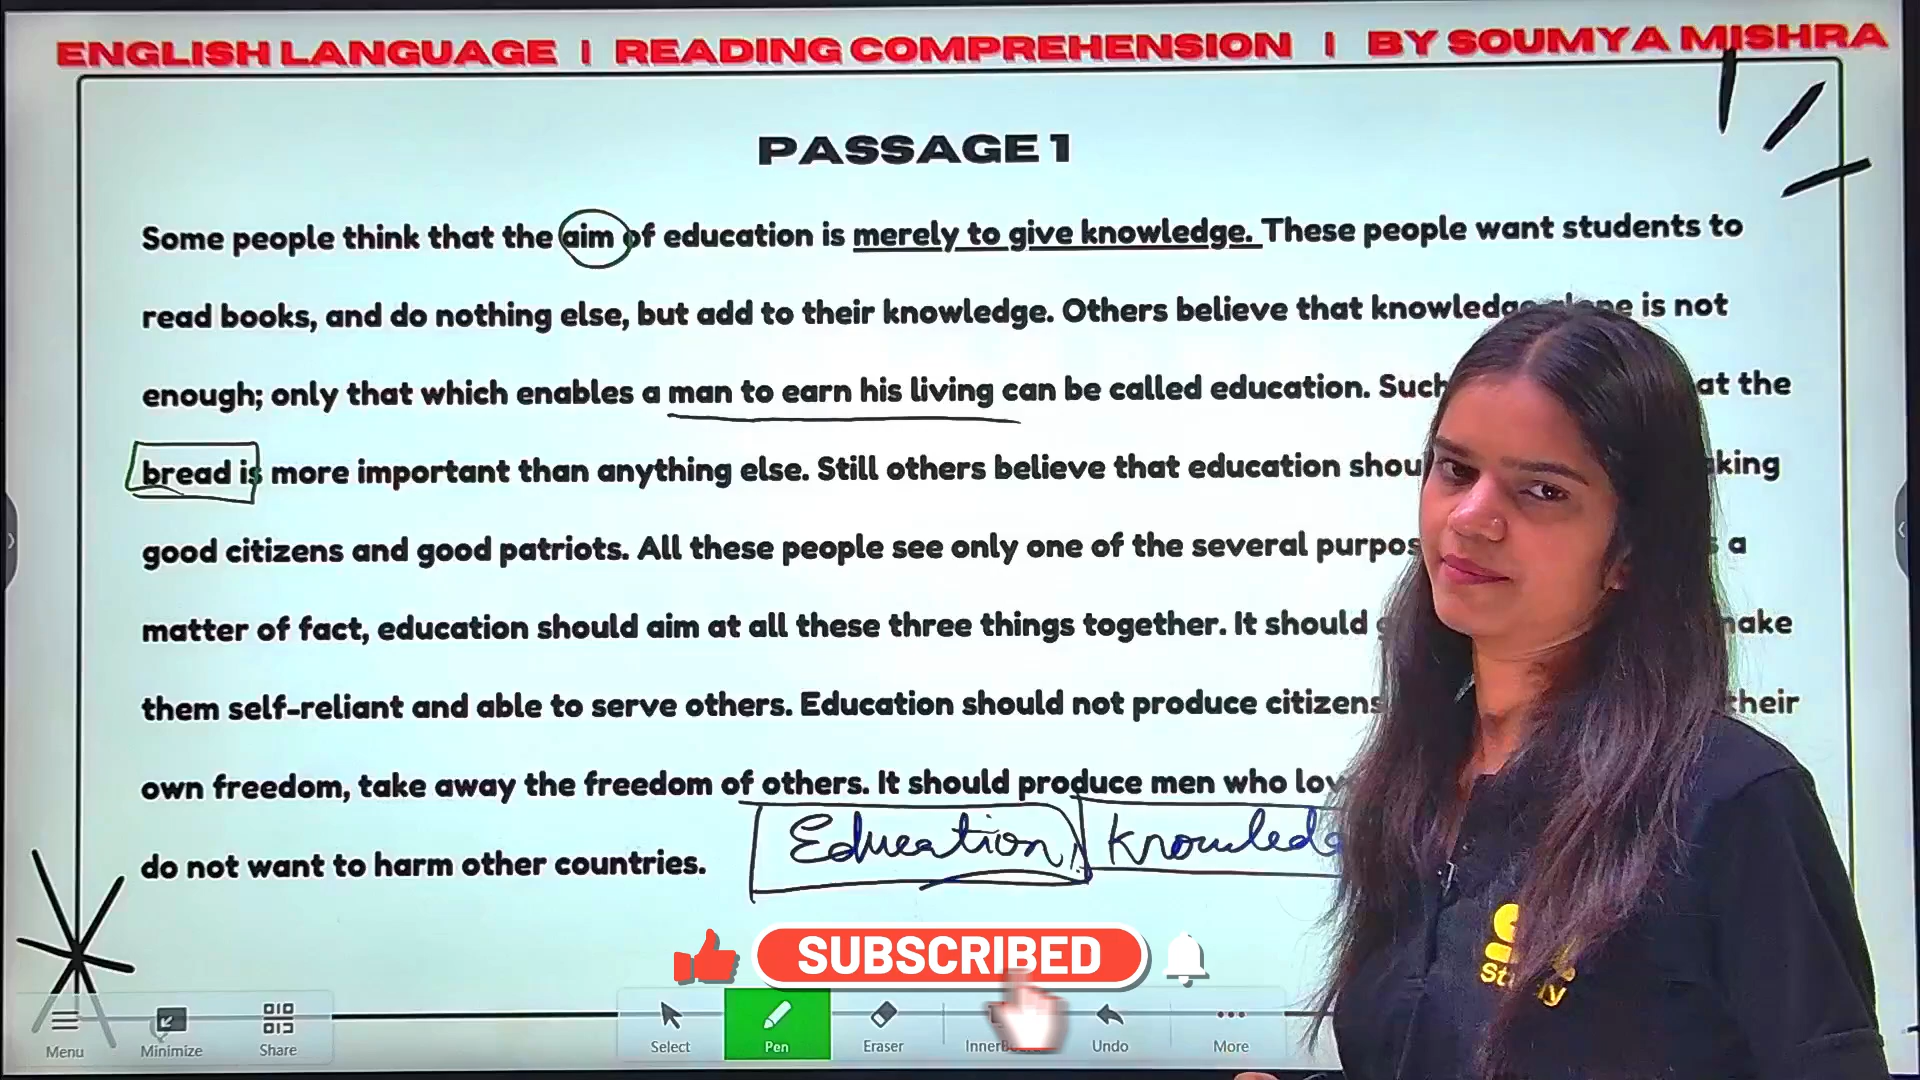 ENGLISH LANGUAGE | READING COMPREHENSION | BY SOUMYA MISHRA
PASSAGE 1
Some people think that the aim of education is merely to give knowledge. These people want students to
read books, and do nothing else, but add to their knowledge. Others believe that is not
enough; only that which enables a man to earn his living can be called education. Such at the
bread is more important than anything else. Still others believe that education
good citizens and good patriots. All these people see only one of the several a
matter of fact, education should aim at all these three things together. It should
them self-reliant and able to serve others. Education should not produce citizens
own freedom, take away the freedom of others. It should produce men who
do not want to harm other countries.
Education
SUBSCRIBED
Menu
Minimize
Share
Select
Pen
Eraser
Undo
More